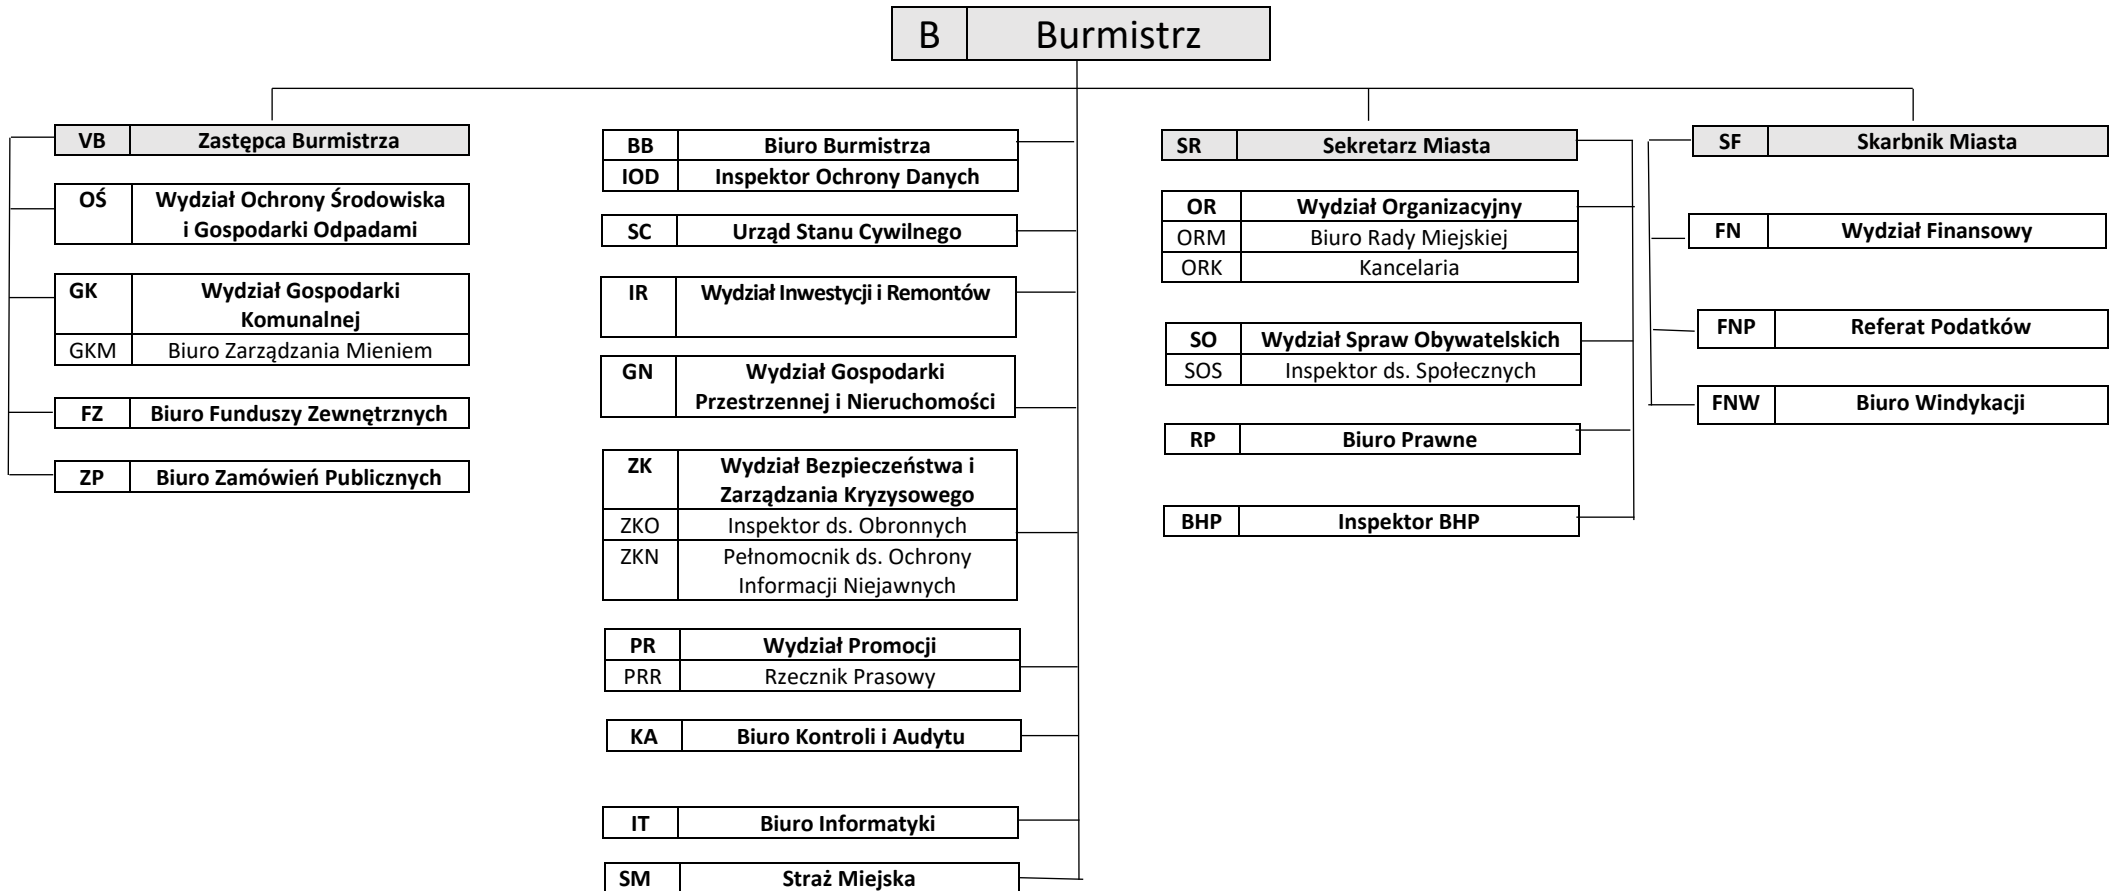 B Burmistrz
VB Zastępca Burmistrza
OŚ Wydział Ochrony Środowiska
i Gospodarki Odpadami
GK Wydział Gospodarki
Komunalnej
GKM Biuro Zarządzania Mieniem
FZ Biuro Funduszy Zewnętrznych
ZP Biuro Zamówień Publicznych
BB Biuro Burmistrza
IOD Inspektor Ochrony Danych
SC Urząd Stanu Cywilnego
IR Wydział Inwestycji i Remontów
GN Wydział Gospodarki
Przestrzennej i Nieruchomości
ZK Wydział Bezpieczeństwa i
Zarządzania Kryzysowego
ZKO Inspektor ds. Obronnych
ZKN Pełnomocnik ds. Ochrony
Informacji Niejawnych
PR Wydział Promocji
PRR Rzecznik Prasowy
KA Biuro Kontroli i Audytu
IT Biuro Informatyki
SM Straż Miejska
SR Sekretarz Miasta
OR Wydział Organizacyjny
ORM Biuro Rady Miejskiej
ORK Kancelaria
SO Wydział Spraw Obywatelskich
SOS Inspektor ds. Społecznych
RP Biuro Prawne
BHP Inspektor BHP
SF Skarbnik Miasta
FN Wydział Finansowy
FNP Referat Podatków
FNW Biuro Windykacji